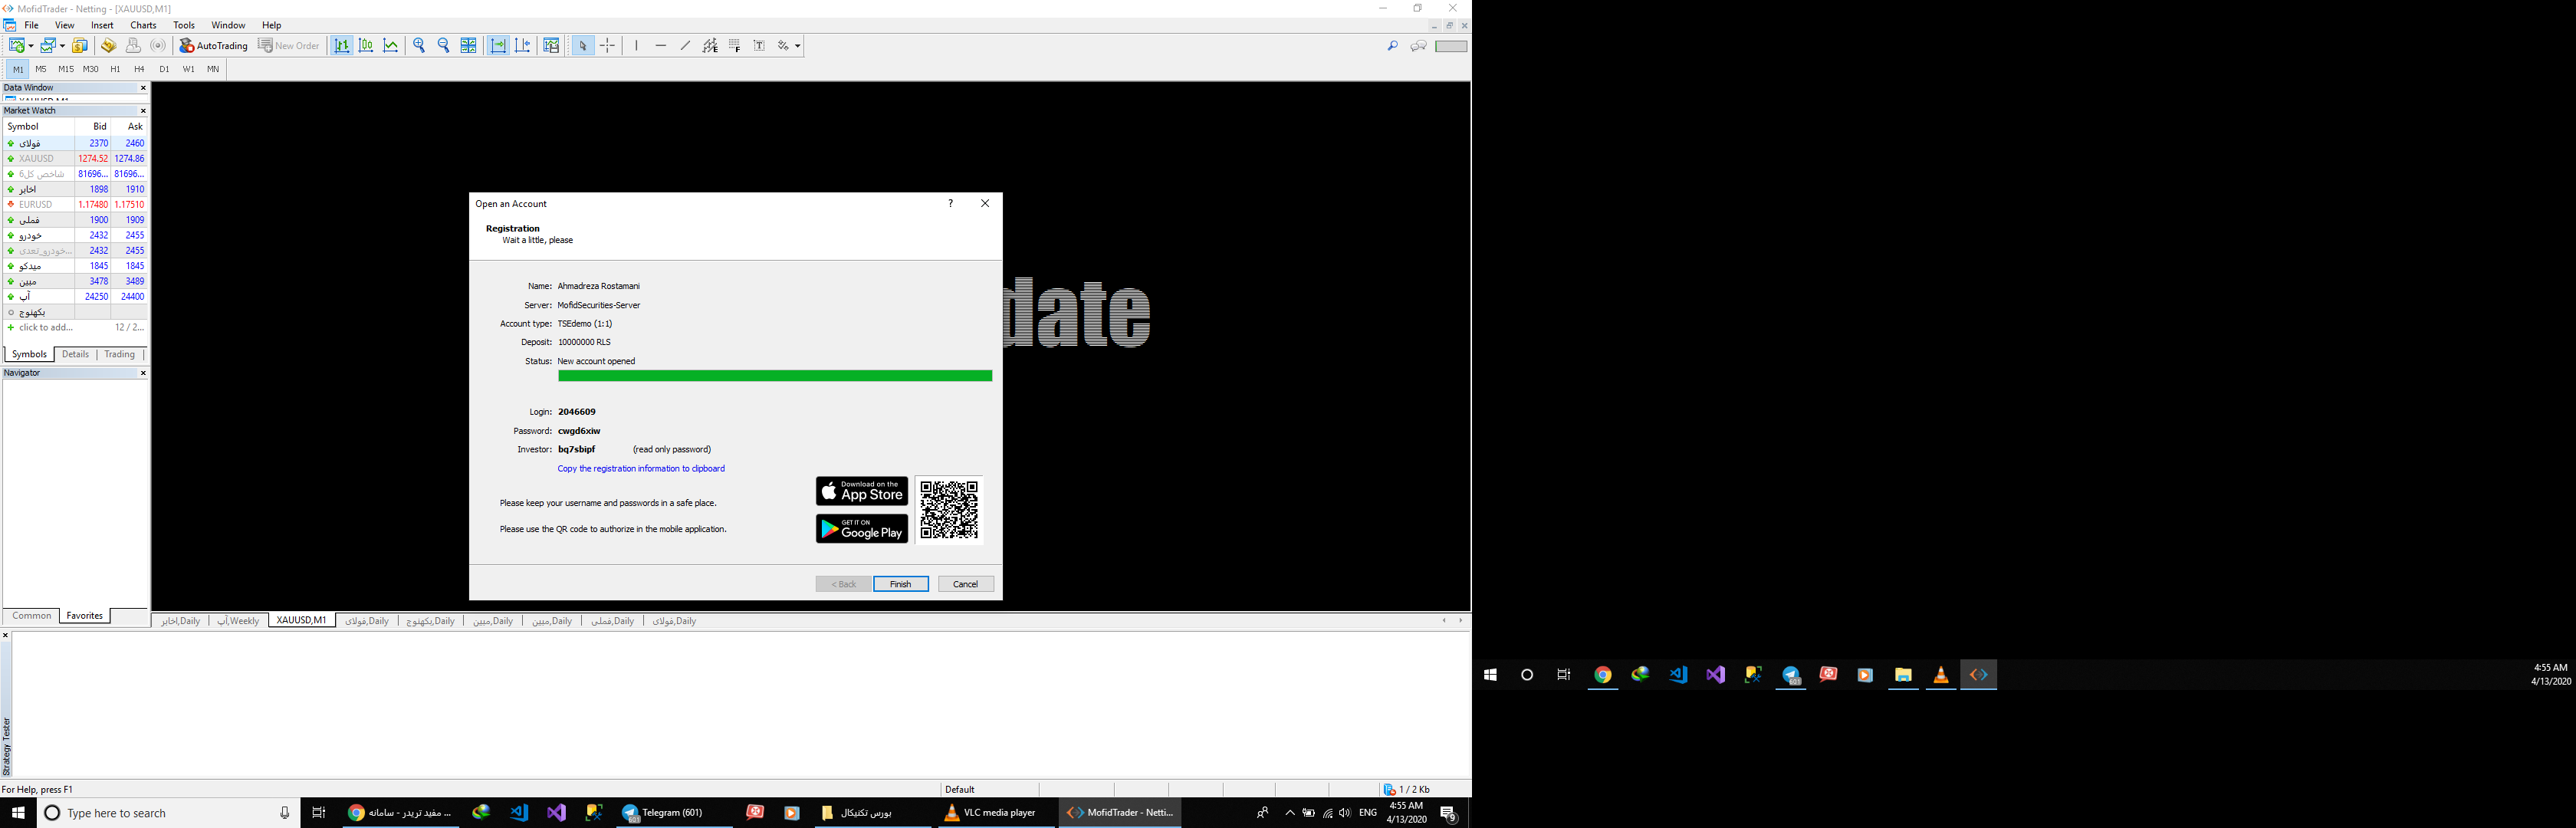 MofidTrader - Netting - [XAUUSD,M1]
File View Insert Charts Tools Window Help
AutoTrading New Order
M1 M5 M15 M30 H1 H4 D1 W1 MN
Data Window
Market Watch
Symbol Bid Ask
فولاي 2370 2460
XAUUSD 1274.52 1274.86
شاخص کل6 81696... 81696...
اخابر 1898 1910
EURUSD 1.17480 1.17510
فملی 1900 1909
خودرو 2432 2455
خودرو_تعدی... 2432 2455
میدکو 1845 1845
مبین 3478 3489
آپ 24250 24400
بکهنوج
click to add... 12 / 2...
Symbols Details Trading
Navigator
Common Favorites
Open an Account
Registration
Wait a little, please
Name: Ahmadreza Rostamani
Server: MofidSecurities-Server
Account type: TSEdemo (1:1)
Deposit: 10000000 RLS
Status: New account opened
Login: 2046609
Password: cwgd6xiw
Investor: bq7sbipf (read only password)
Copy the registration information to clipboard
Please keep your username and passwords in a safe place.
Please use the QR code to authorize in the mobile application.
Download on the App Store
GET IT ON Google Play
< Back Finish Cancel
date
اخابر,Daily آپ,Weekly XAUUSD,M1 فولاي,Daily بکهنوج,Daily مبین,Daily مبین,Daily فملی,Daily فولاي,Daily
Strategy Tester
For Help, press F1
Default
1 / 2 Kb
Type here to search
مفید تریدر - سامانه ...
Telegram (601)
بورس تکنیکال
VLC media player
MofidTrader - Netti...
ENG
4:55 AM
4/13/2020
9
4:55 AM
4/13/2020